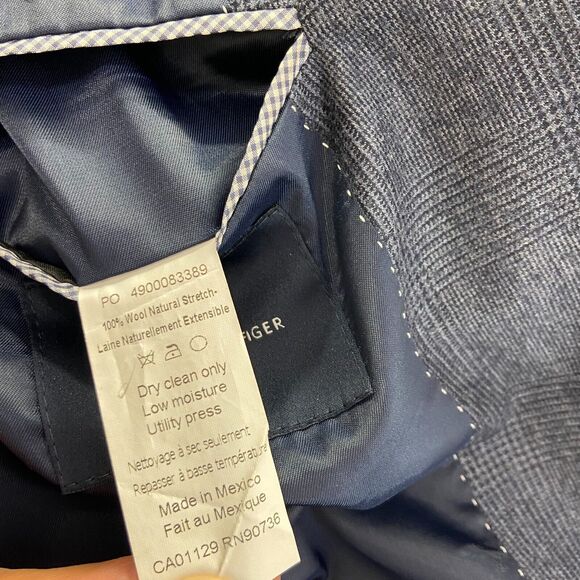 PO 4900083389
100% Wool Natural Stretch-
Laine Naturellement Extensible
Dry clean only
Low moisture
Utility press
Nettoyage à sec seulement
Repasser à basse température
Made in Mexico
Fait au Mexique
CA01129 RN90736
FIGER